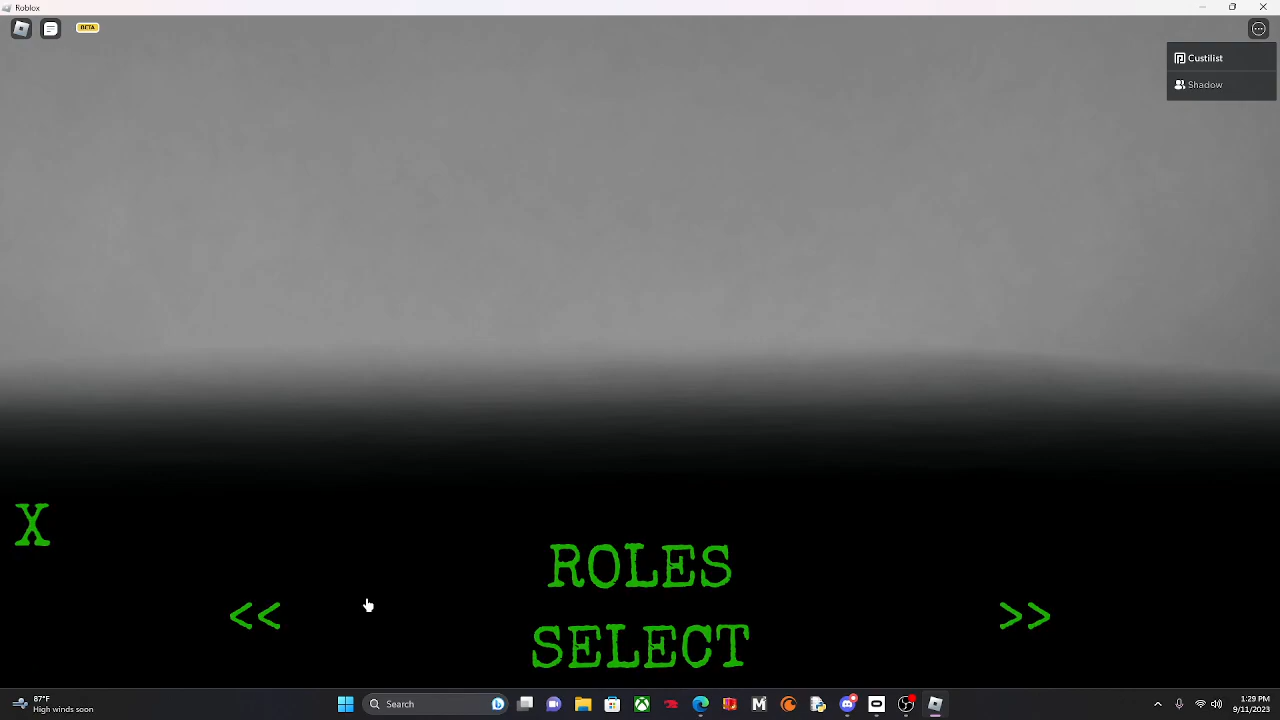 Roblox
BETA
Custilist
Shadow
X
ROLES
<< >>
SELECT
87°F
High winds soon
Search
1:29 PM
9/11/2023